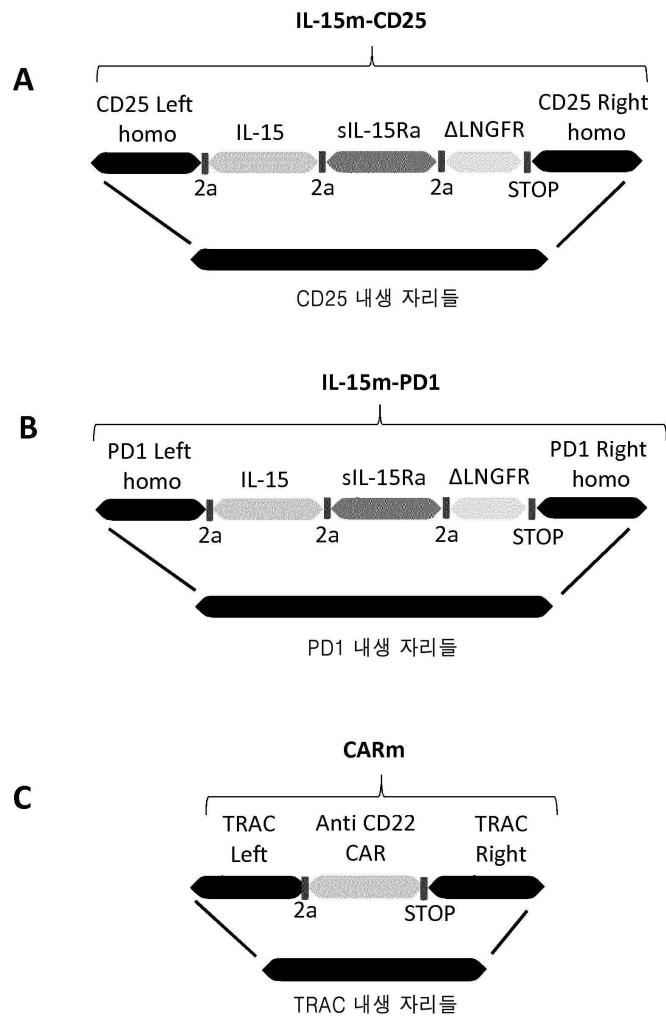 IL-15m-CD25
A
CD25 Left
homo
IL-15
sIL-15Ra
ΔLNGFR
CD25 Right
homo
2a
2a
2a
STOP
CD25 내생 자리들
IL-15m-PD1
B
PD1 Left
homo
IL-15
sIL-15Ra
ΔLNGFR
PD1 Right
homo
2a
2a
2a
STOP
PD1 내생 자리들
CARm
C
TRAC
Left
Anti CD22
CAR
TRAC
Right
2a
STOP
TRAC 내생 자리들